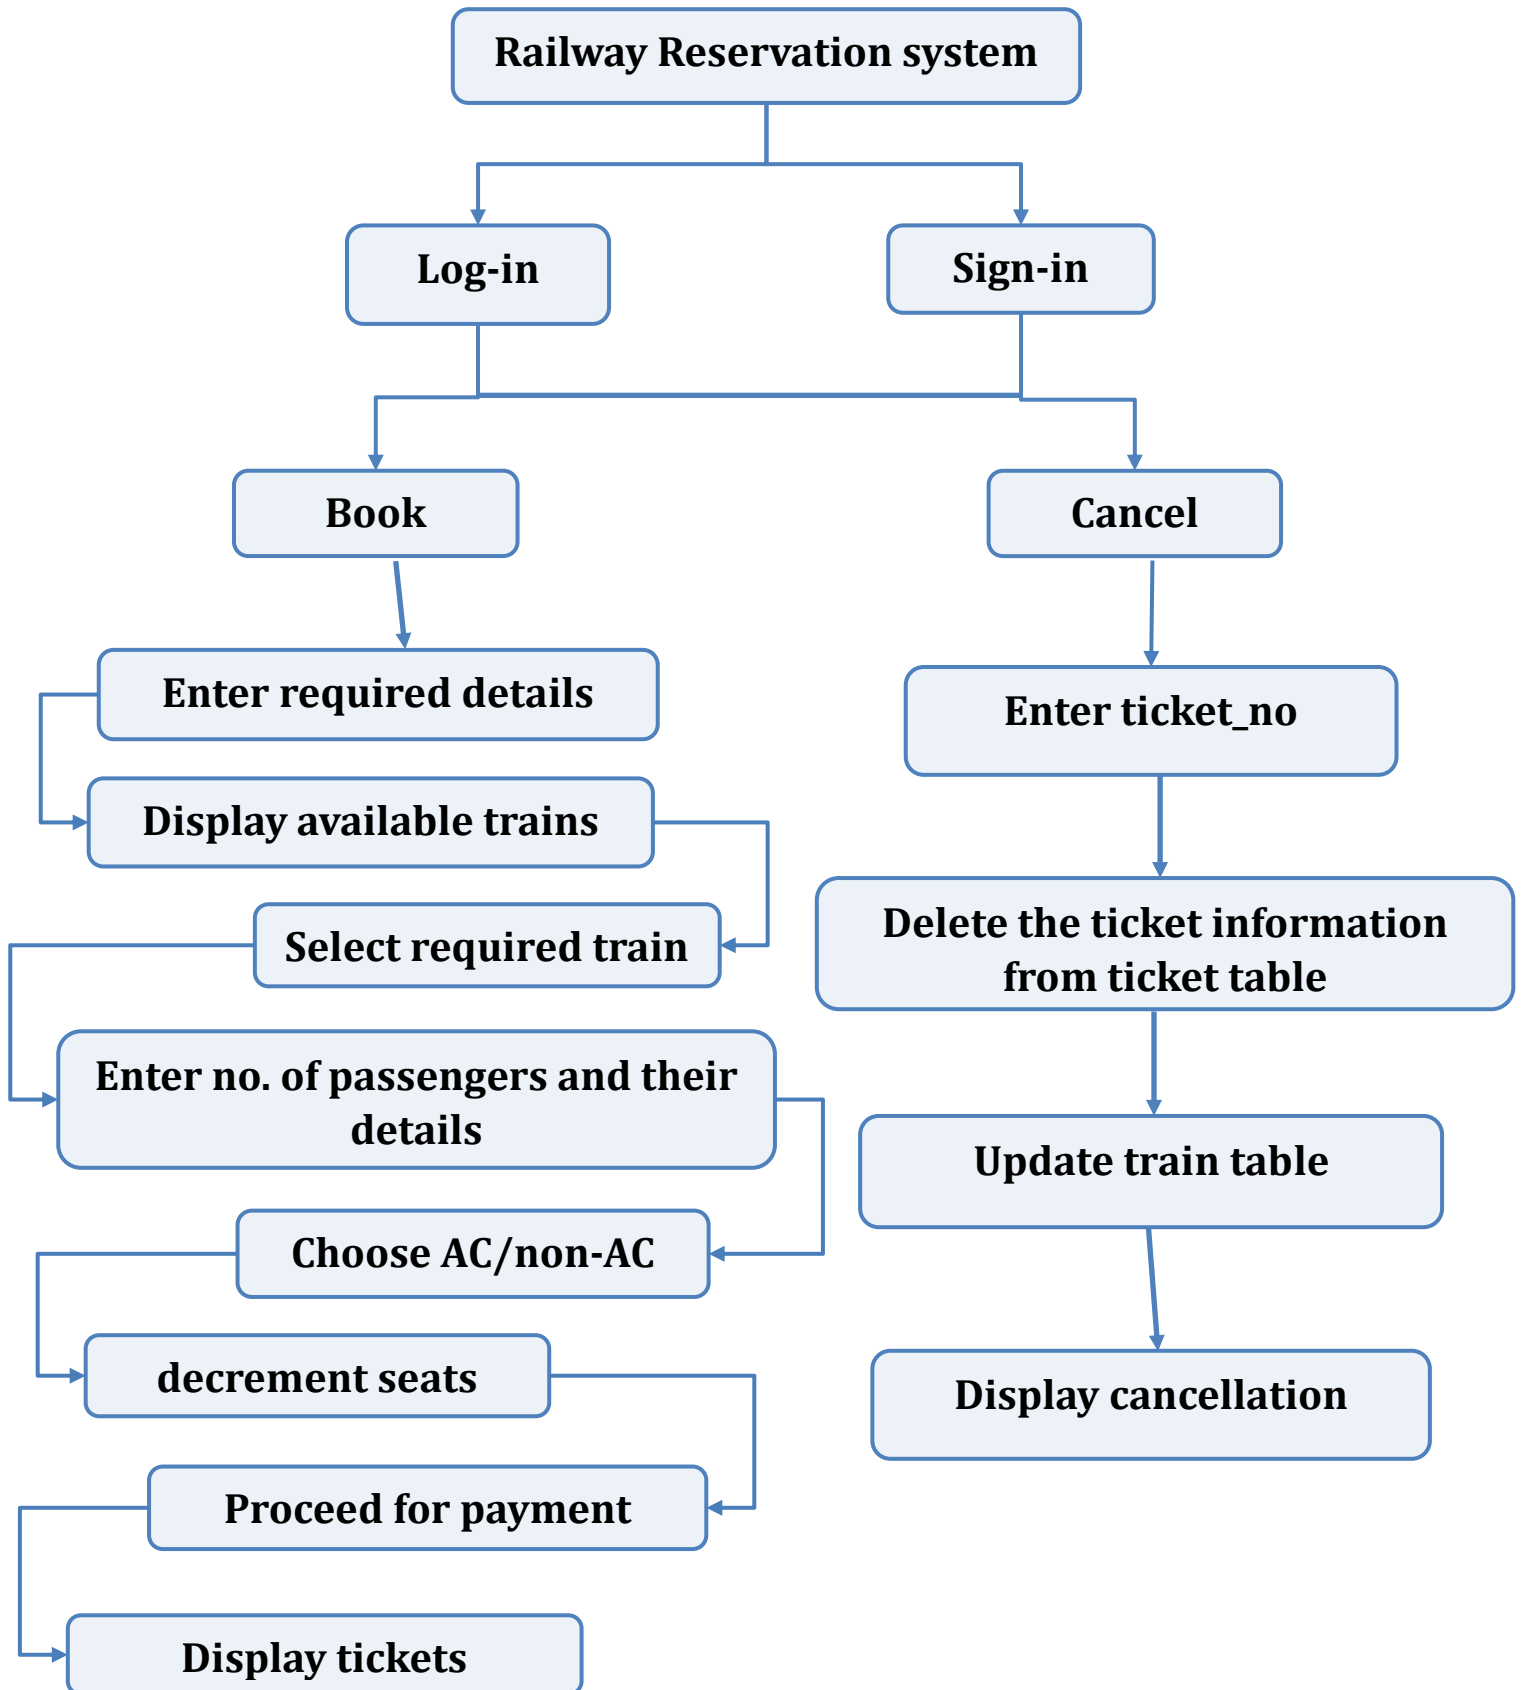 Railway Reservation system
Log-in
Sign-in
Book
Cancel
Enter required details
Enter ticket_no
Display available trains
Select required train
Delete the ticket information
from ticket table
Enter no. of passengers and their
details
Update train table
Choose AC/non-AC
decrement seats
Display cancellation
Proceed for payment
Display tickets